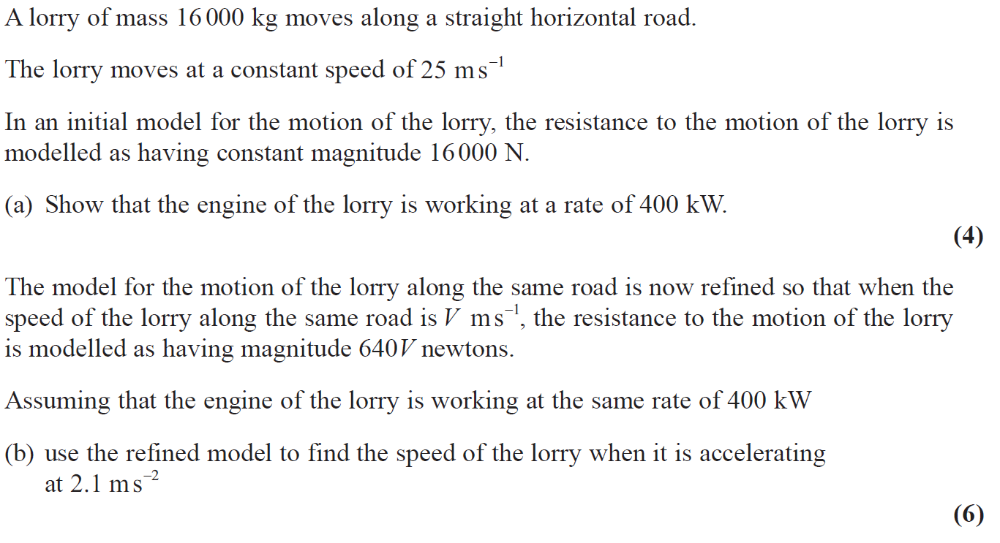 A lorry of mass 16 000 kg moves along a straight horizontal road.
The lorry moves at a constant speed of 25 m s⁻¹
In an initial model for the motion of the lorry, the resistance to the motion of the lorry is
modelled as having constant magnitude 16 000 N.
(a) Show that the engine of the lorry is working at a rate of 400 kW.
(4)
The model for the motion of the lorry along the same road is now refined so that when the
speed of the lorry along the same road is V m s⁻¹, the resistance to the motion of the lorry
is modelled as having magnitude 640V newtons.
Assuming that the engine of the lorry is working at the same rate of 400 kW
(b) use the refined model to find the speed of the lorry when it is accelerating
at 2.1 m s⁻²
(6)